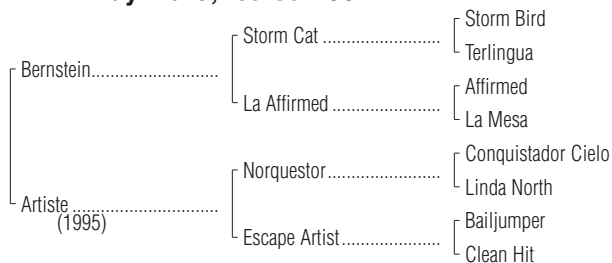 Storm Bird
Storm Cat ........................
Terlingua
Bernstein..................................
Affirmed
La Affirmed .....................
La Mesa
Conquistador Cielo
Norquestor......................
Linda North
Artiste ......................................
(1995)
Bailjumper
Escape Artist...................
Clean Hit